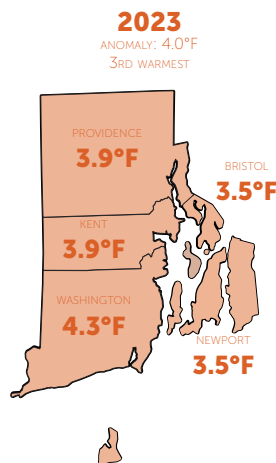 2023
ANOMALY: 4.0°F
3RD WARMEST
PROVIDENCE
3.9°F
BRISTOL
3.5°F
KENT
3.9°F
WASHINGTON
4.3°F
NEWPORT
3.5°F